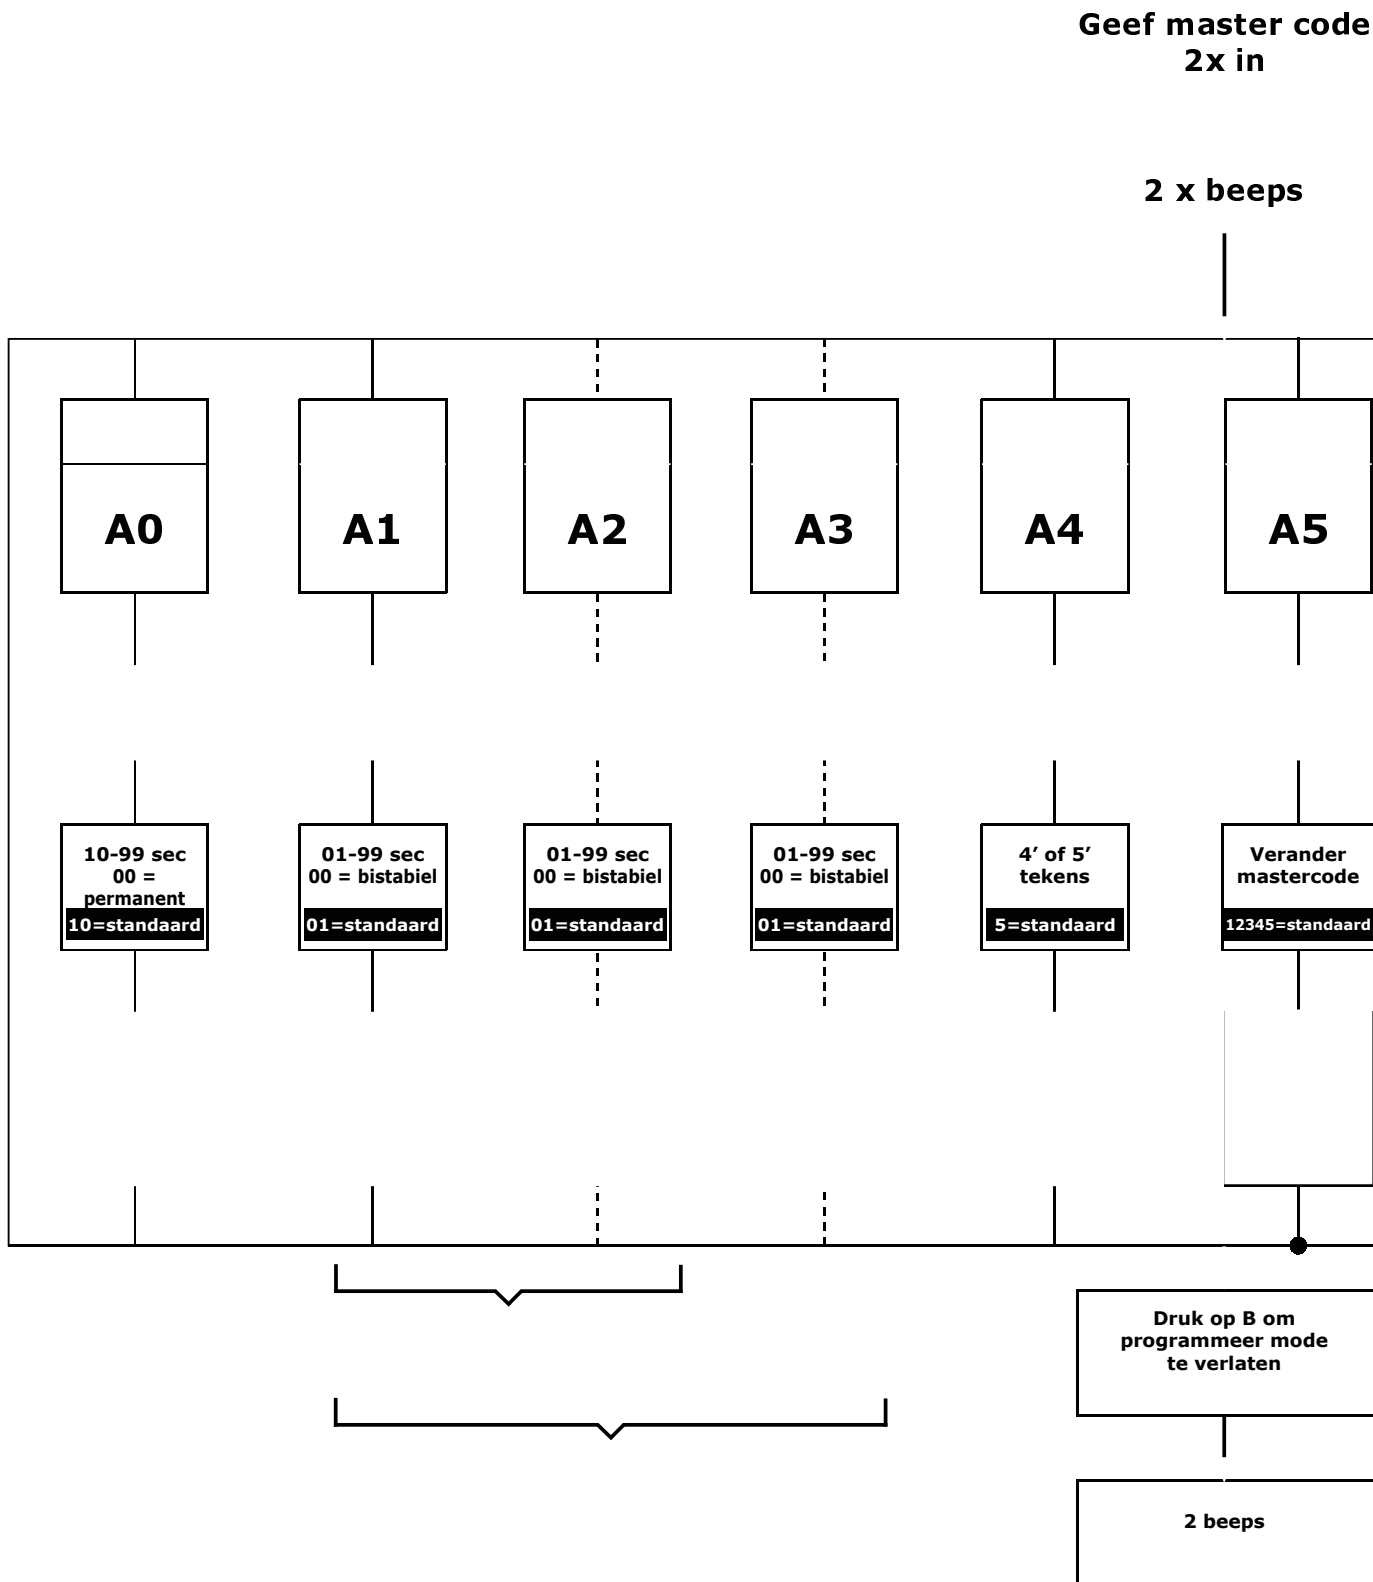 Geef master code
2x in
2 x beeps
A0
A1
A2
A3
A4
A5
10-99 sec
00 =
permanent
10=standaard
01-99 sec
00 = bistabiel
01=standaard
01-99 sec
00 = bistabiel
01=standaard
01-99 sec
00 = bistabiel
01=standaard
4’ of 5’
tekens
5=standaard
Verander
mastercode
12345=standaard
Druk op B om
programmeer mode
te verlaten
2 beeps